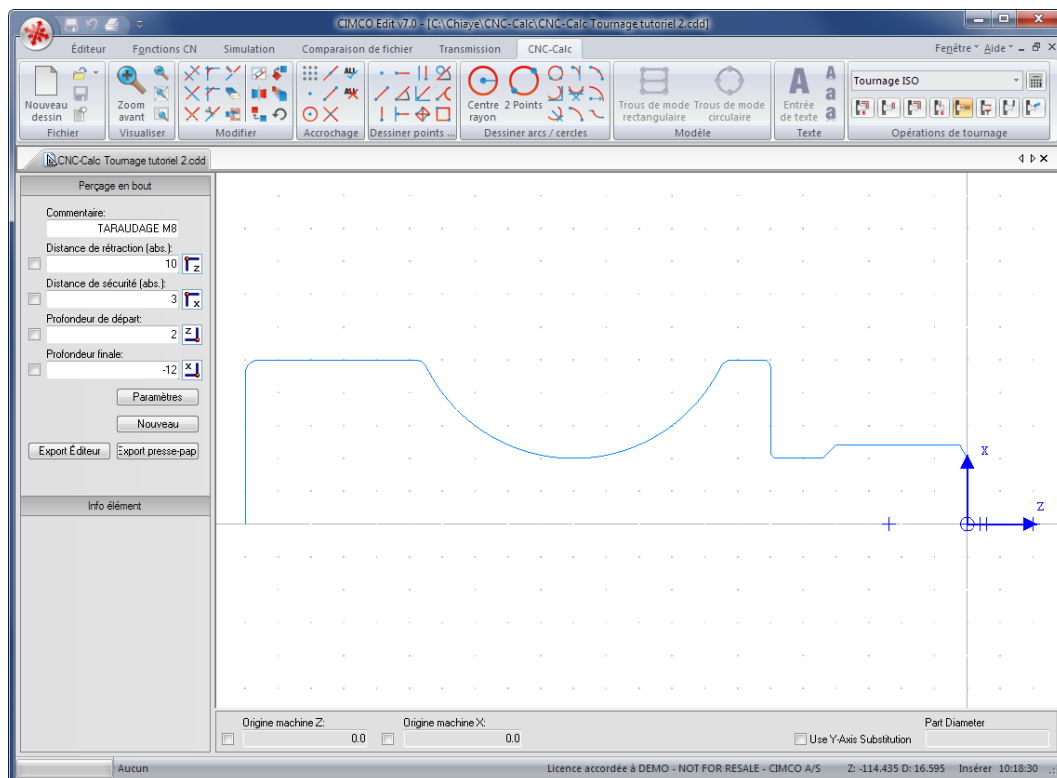 CIMCO Edit v7.0 - [C:\Chiaye\CNC-Calc\CNC-Calc Tournage tutoriel 2.cdd]
Éditeur Fonctions CN Simulation Comparaison de fichier Transmission CNC-Calc Fenêtre Aide
Nouveau dessin
Zoom avant
ALL
ALL
Centre rayon
2 Points
Trous de mode rectangulaire
Trous de mode circulaire
A
Entrée de texte
A
a
a
Tournage ISO
Fichier Visualiser Modifier Accrochage Dessiner points ... Dessiner arcs / cercles Modèle Texte Opérations de tournage
CNC-Calc Tournage tutoriel 2.cdd
Perçage en bout
Commentaire:
TARAUDAGE M8
Distance de rétraction (abs.):
10
Z
Distance de sécurité (abs.):
3
X
Profondeur de départ:
2
Z
Profondeur finale:
-12
X
Paramètres
Nouveau
Export Éditeur Export presse-pap
Info élément
X
Z
Origine machine Z: Origine machine X: Part Diameter
0.0 0.0 Use Y-Axis Substitution
Aucun Licence accordée à DEMO - NOT FOR RESALE - CIMCO A/S Z: -114.435 D: 16.595 Insérer 10:18:30